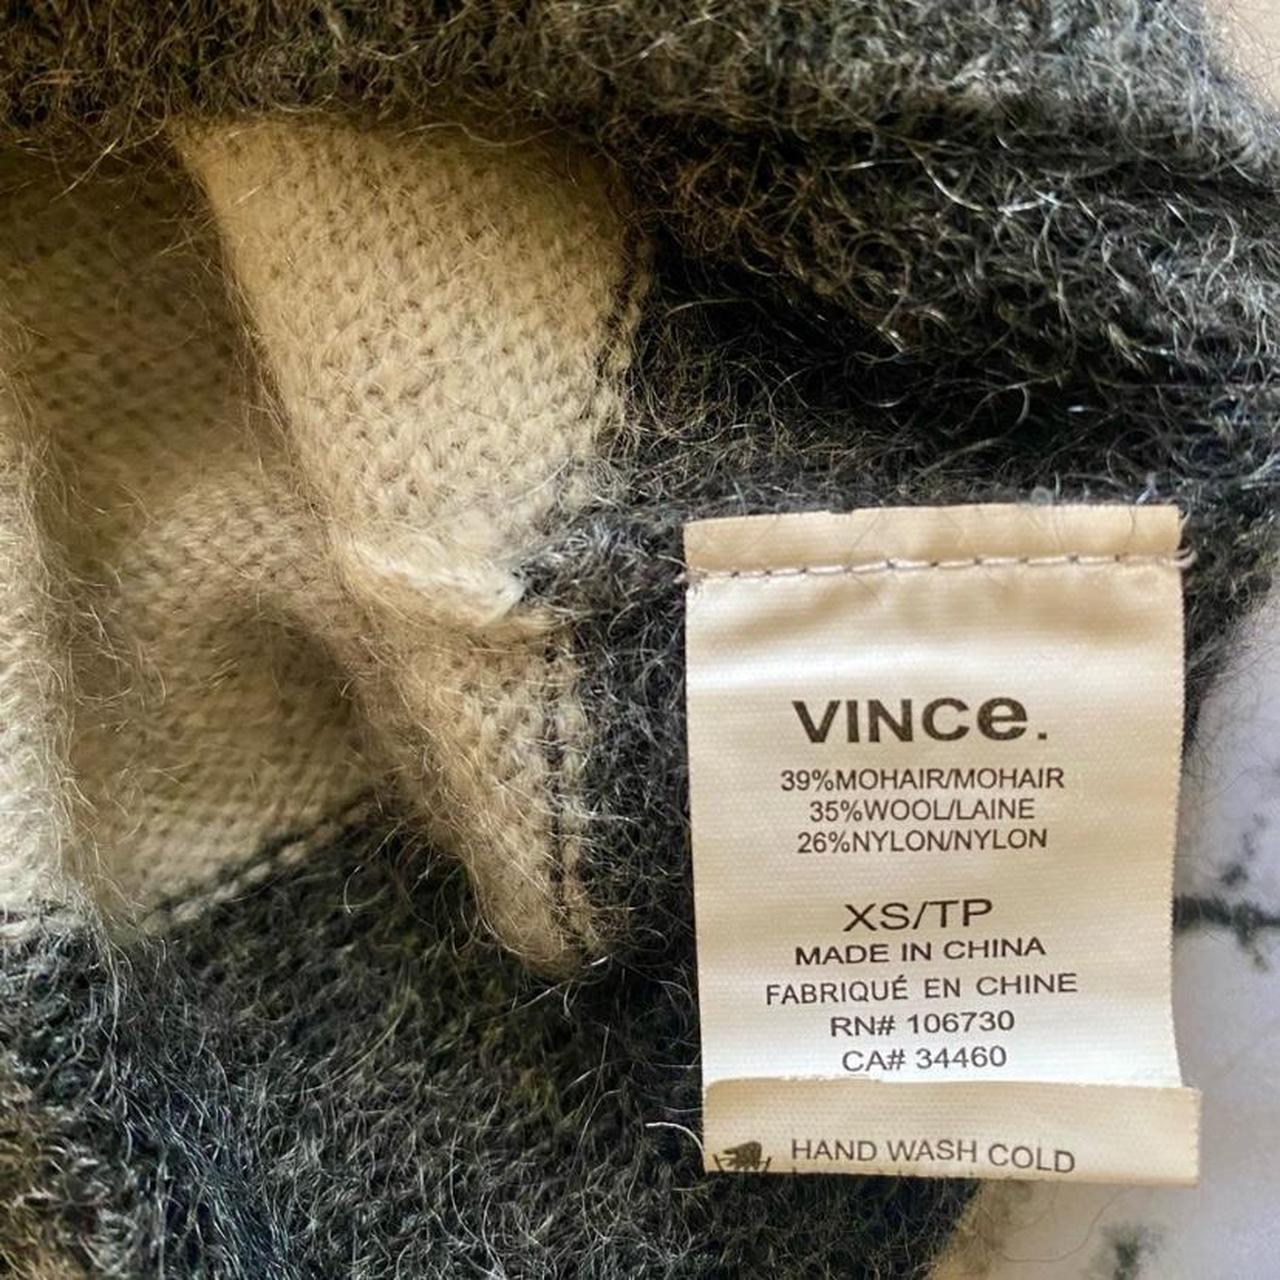 VINCe.
39%MOHAIR/MOHAIR
35%WOOL/LAINE
26%NYLON/NYLON
XS/TP
MADE IN CHINA
FABRIQUÉ EN CHINE
RN# 106730
CA# 34460
HAND WASH COLD